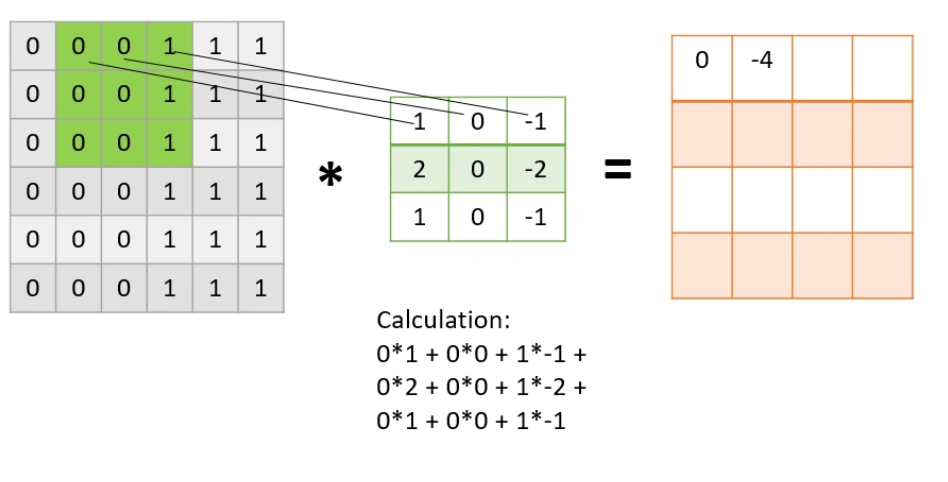 0 0 0 1 1 1
0 0 0 1 1 1
0 0 0 1 1 1
0 0 0 1 1 1
0 0 0 1 1 1
0 0 0 1 1 1
*
1 0 -1
2 0 -2
1 0 -1
=
0 -4
Calculation:
0*1 + 0*0 + 1*-1 +
0*2 + 0*0 + 1*-2 +
0*1 + 0*0 + 1*-1